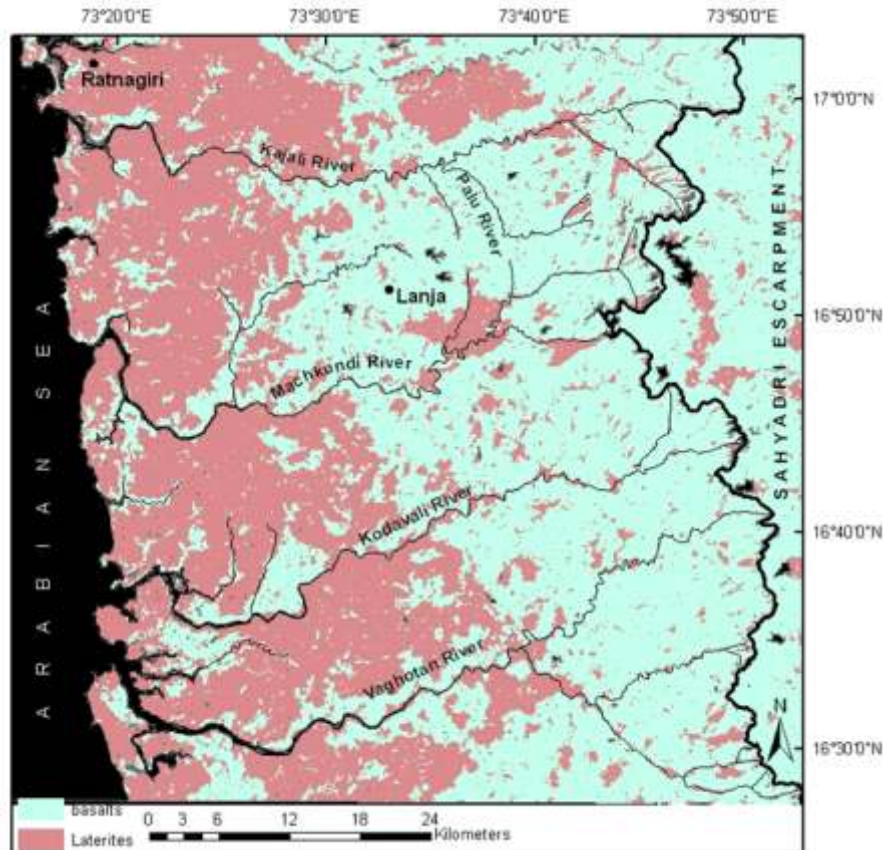 73°20'0"E 73°30'0"E 73°40'0"E 73°50'0"E
Ratnagiri
17°0'0"N
Kajali River
Palu River
Lanja
16°50'0"N
Machkundi River
SAHYADRI ESCARPMENT
ARABIAN SEA
Kodavali River
16°40'0"N
Vaghotan River
N
16°30'0"N
basalts
Laterites
0 3 6 12 18 24
Kilometers